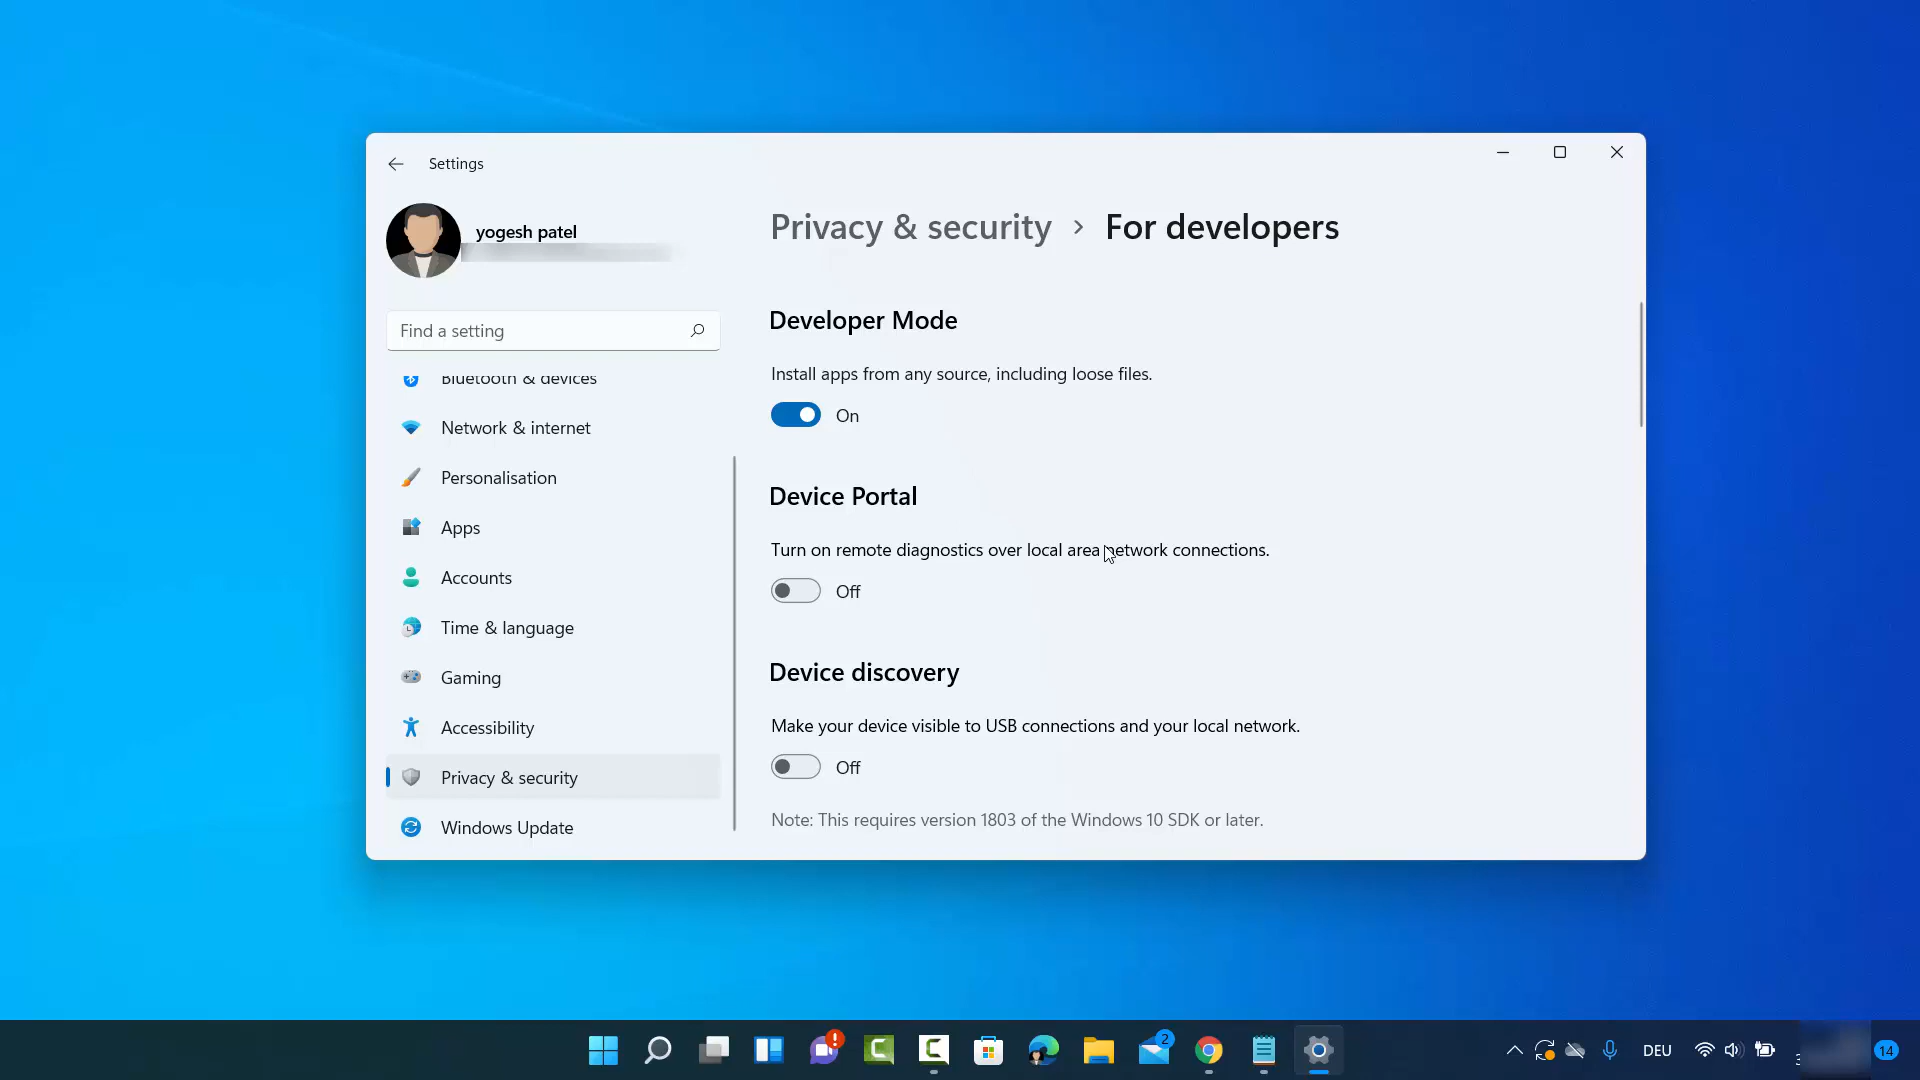 Settings
yogesh patel
Privacy & security > For developers
Find a setting
Bluetooth & devices
Network & internet
Personalisation
Apps
Accounts
Time & language
Gaming
Accessibility
Privacy & security
Windows Update
Developer Mode
Install apps from any source, including loose files.
On
Device Portal
Turn on remote diagnostics over local area network connections.
Off
Device discovery
Make your device visible to USB connections and your local network.
Off
Note: This requires version 1803 of the Windows 10 SDK or later.
2
DEU
14